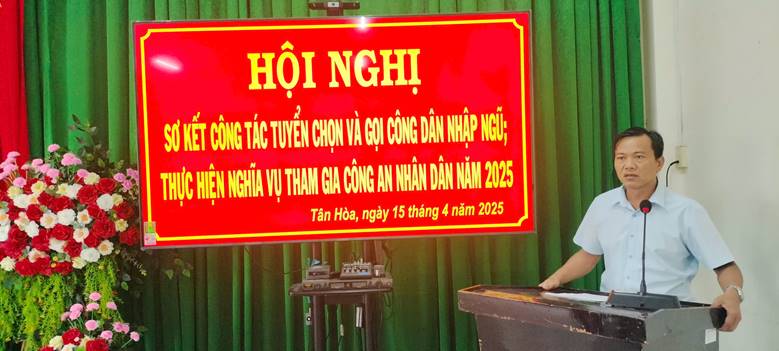 HỘI NGHỊ
SƠ KẾT CÔNG TÁC TUYỂN CHỌN VÀ GỌI CÔNG DÂN NHẬP NGŨ;
THỰC HIỆN NGHĨA VỤ THAM GIA CÔNG AN NHÂN DÂN NĂM 2025
Tân Hòa, ngày 15 tháng 4 năm 2025